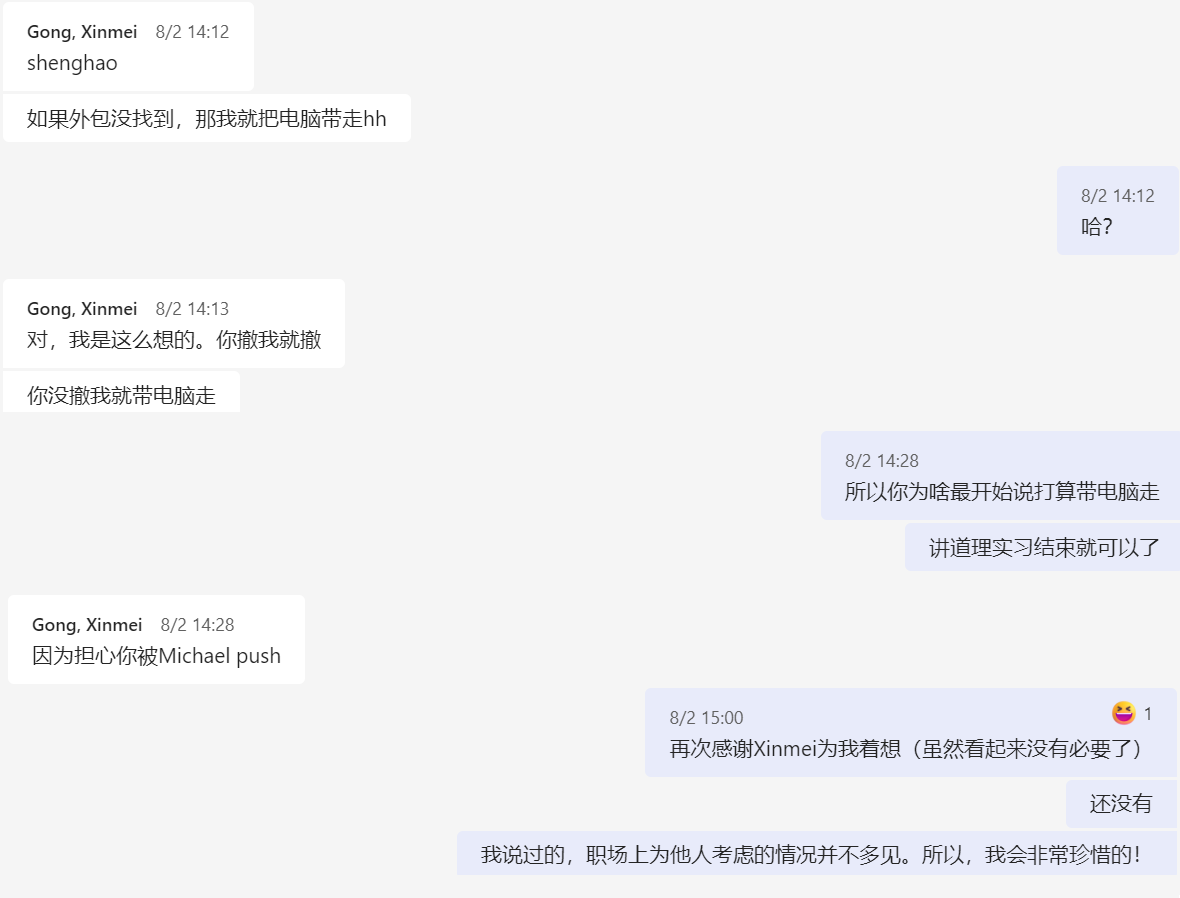 Gong, Xinmei 8/2 14:12
shenghao
如果外包没找到，那我就把电脑带走hh
8/2 14:12
哈?
Gong, Xinmei 8/2 14:13
对，我是这么想的。你撤我就撤
你没撤我就带电脑走
8/2 14:28
所以你为啥最开始说打算带电脑走
讲道理实习结束就可以了
Gong, Xinmei 8/2 14:28
因为担心你被Michael push
8/2 15:00 😆 1
再次感谢Xinmei为我着想（虽然看起来没有必要了）
还没有
我说过的，职场上为他人考虑的情况并不多见。所以，我会非常珍惜的！